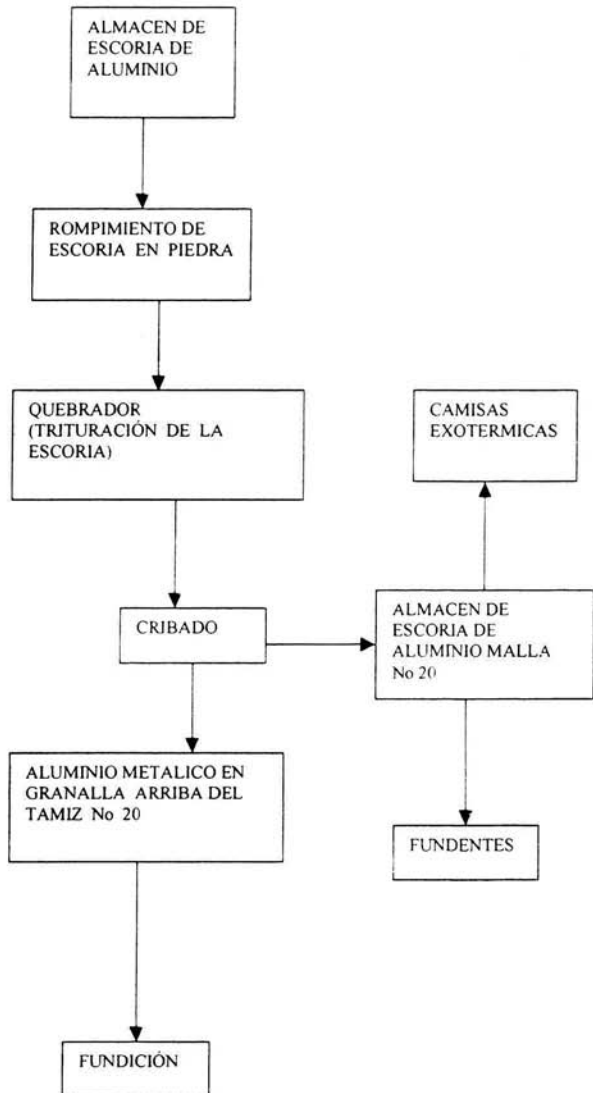 ALMACEN DE
ESCORIA DE
ALUMINIO
ROMPIMIENTO DE
ESCORIA EN PIEDRA
QUEBRADOR
(TRITURACIÓN DE LA
ESCORIA)
CAMISAS
EXOTERMICAS
CRIBADO
ALMACEN DE
ESCORIA DE
ALUMINIO MALLA
No 20
ALUMINIO METALICO EN
GRANALLA ARRIBA DEL
TAMIZ No 20
FUNDENTES
FUNDICIÓN